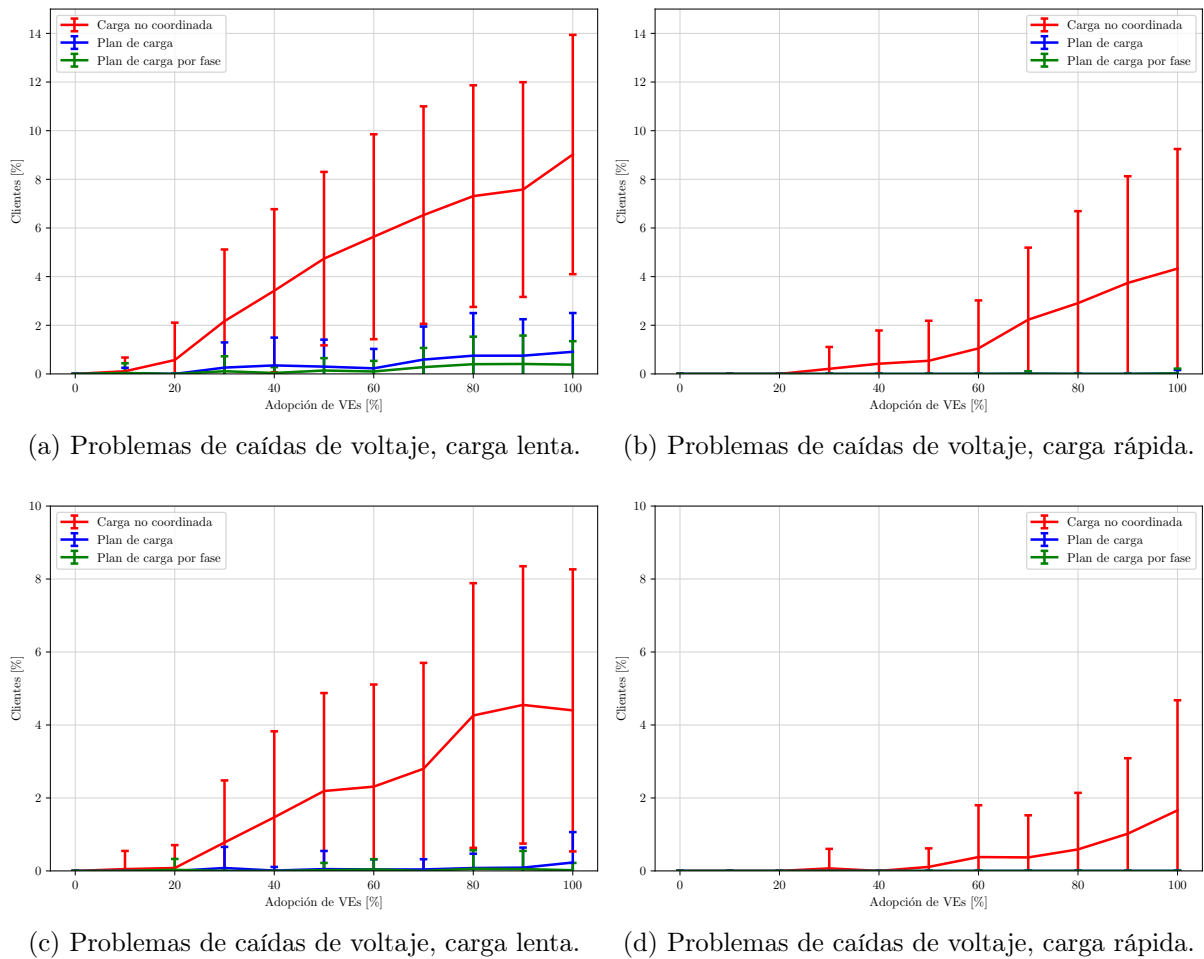 Carga no coordinada
Plan de carga
Plan de carga por fase
14
12
10
8
6
4
2
0
Clientes [%]
0 20 40 60 80 100
Adopción de VEs [%]
(a) Problemas de caídas de voltaje, carga lenta.
Carga no coordinada
Plan de carga
Plan de carga por fase
14
12
10
8
6
4
2
0
Clientes [%]
0 20 40 60 80 100
Adopción de VEs [%]
(b) Problemas de caídas de voltaje, carga rápida.
Carga no coordinada
Plan de carga
Plan de carga por fase
10
8
6
4
2
0
Clientes [%]
0 20 40 60 80 100
Adopción de VEs [%]
(c) Problemas de caídas de voltaje, carga lenta.
Carga no coordinada
Plan de carga
Plan de carga por fase
10
8
6
4
2
0
Clientes [%]
0 20 40 60 80 100
Adopción de VEs [%]
(d) Problemas de caídas de voltaje, carga rápida.